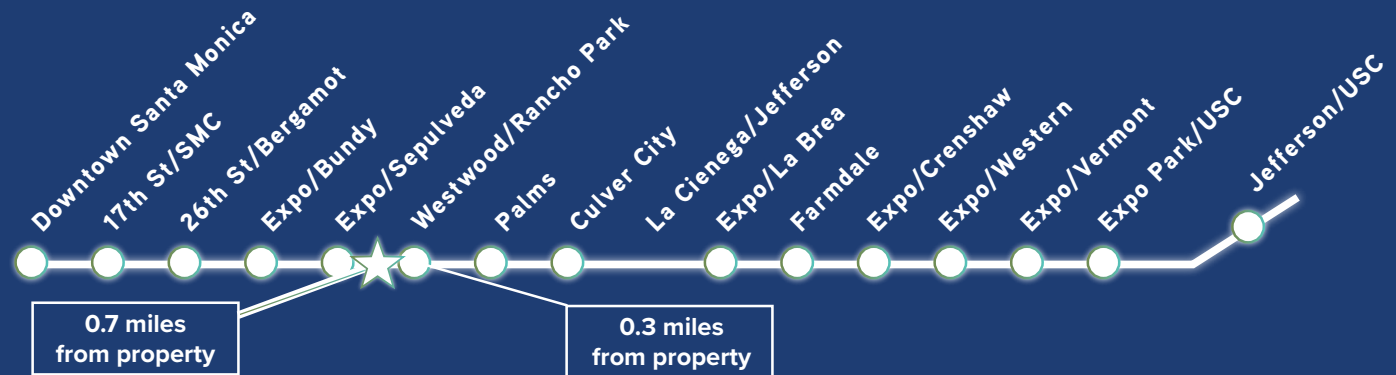 Downtown Santa Monica
17th St/SMC
26th St/Bergamot
Expo/Bundy
Expo/Sepulveda
Westwood/Rancho Park
Palms
Culver City
La Cienega/Jefferson
Expo/La Brea
Farmdale
Expo/Crenshaw
Expo/Western
Expo/Vermont
Expo Park/USC
Jefferson/USC
0.7 miles
from property
0.3 miles
from property